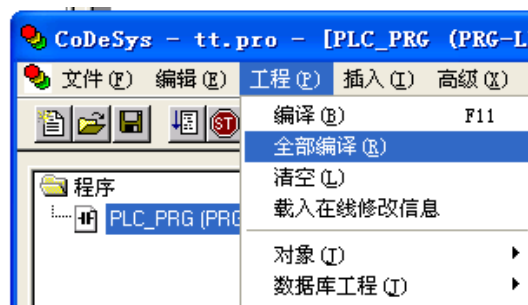 CoDeSys - tt.pro - [PLC_PRG (PRG-L
文件(F) 编辑(E) 工程(P) 插入(I) 高级(X)
编译(B) F11
全部编译(R)
清空(L)
载入在线修改信息
对象(J)
数据库工程(J)
ST
程序
PLC_PRG (PRG